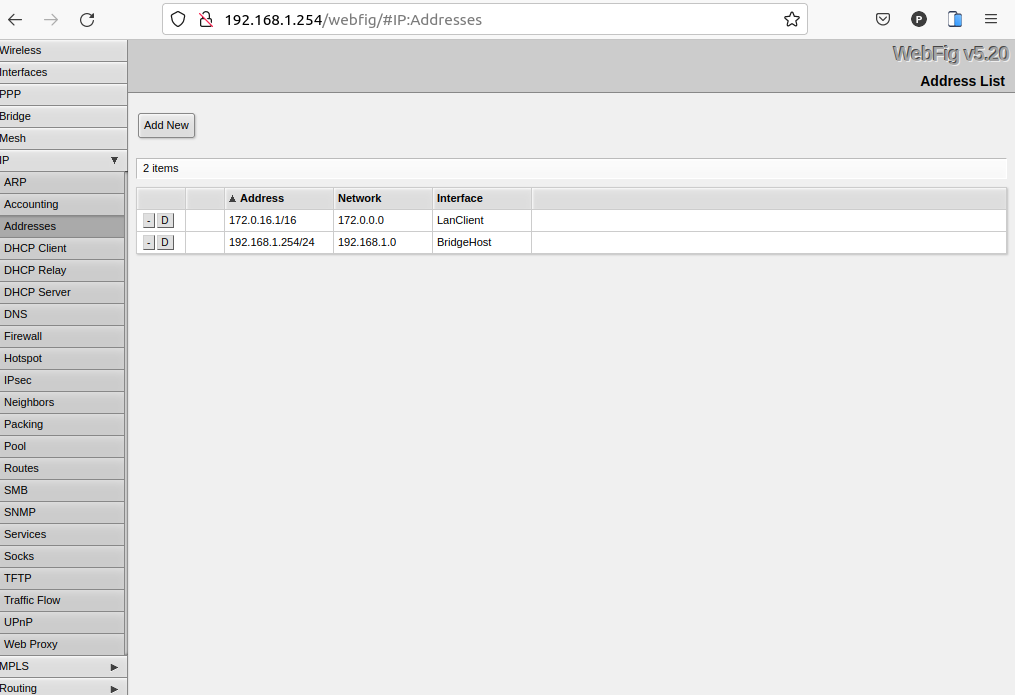 192.168.1.254/webfig/#IP:Addresses
P
Wireless
Interfaces
PPP
Bridge
Mesh
IP
ARP
Accounting
Addresses
DHCP Client
DHCP Relay
DHCP Server
DNS
Firewall
Hotspot
IPsec
Neighbors
Packing
Pool
Routes
SMB
SNMP
Services
Socks
TFTP
Traffic Flow
UPnP
Web Proxy
MPLS
Routing
WebFig v5.20
Address List
Add New
2 items
Address Network Interface
- D 172.0.16.1/16 172.0.0.0 LanClient
- D 192.168.1.254/24 192.168.1.0 BridgeHost